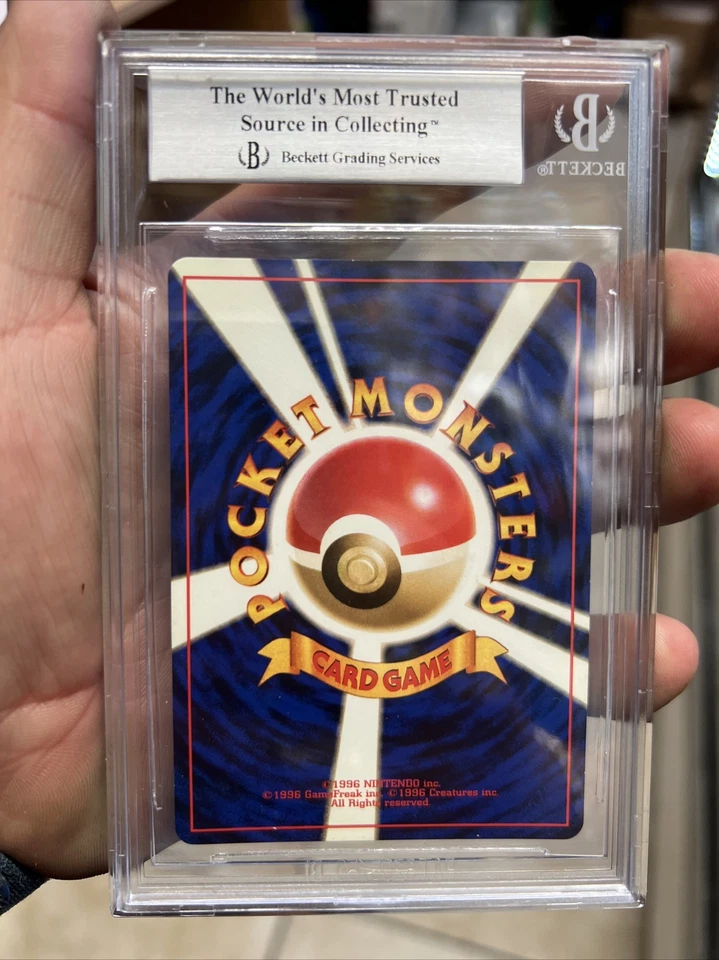 The World's Most Trusted
Source in Collecting™
B Beckett Grading Services
B
BECKETT®
POCKET MONSTERS
CARD GAME
©1996 NINTENDO inc.
©1996 GameFreak inc. ©1996 Creatures inc.
All Rights reserved.